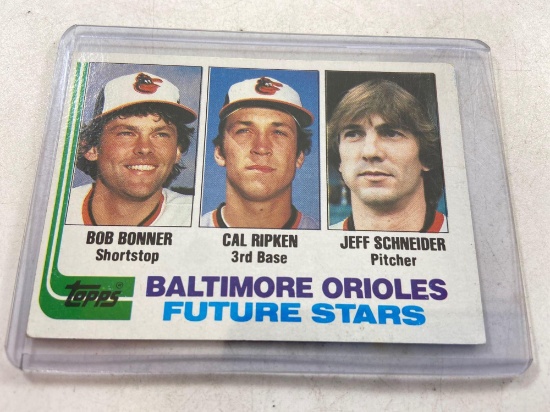 BOB BONNER
Shortstop
CAL RIPKEN
3rd Base
JEFF SCHNEIDER
Pitcher
topps®
BALTIMORE ORIOLES
FUTURE STARS